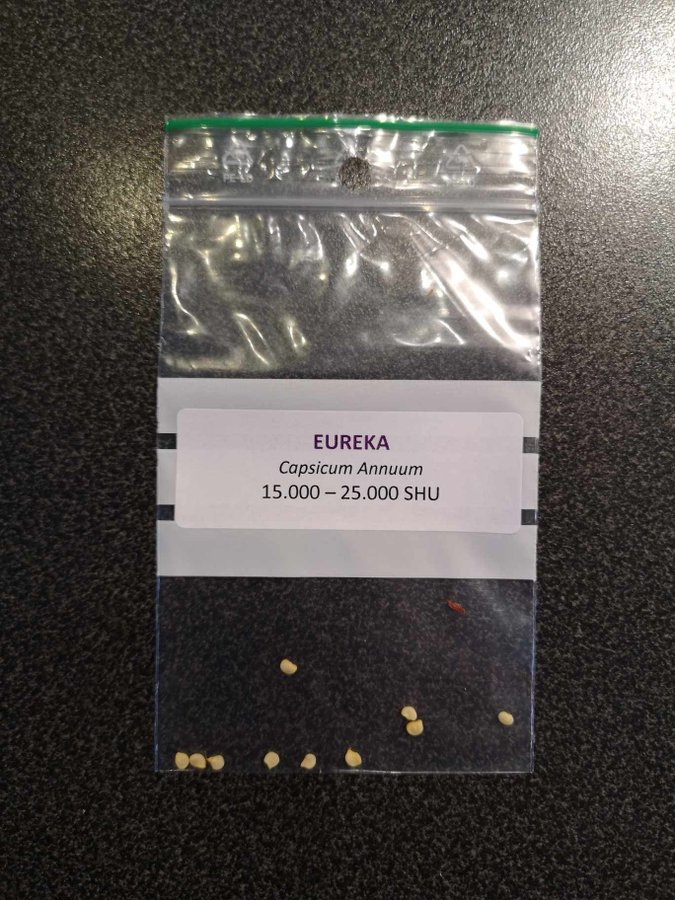 EUREKA
Capsicum Annuum
15.000 – 25.000 SHU